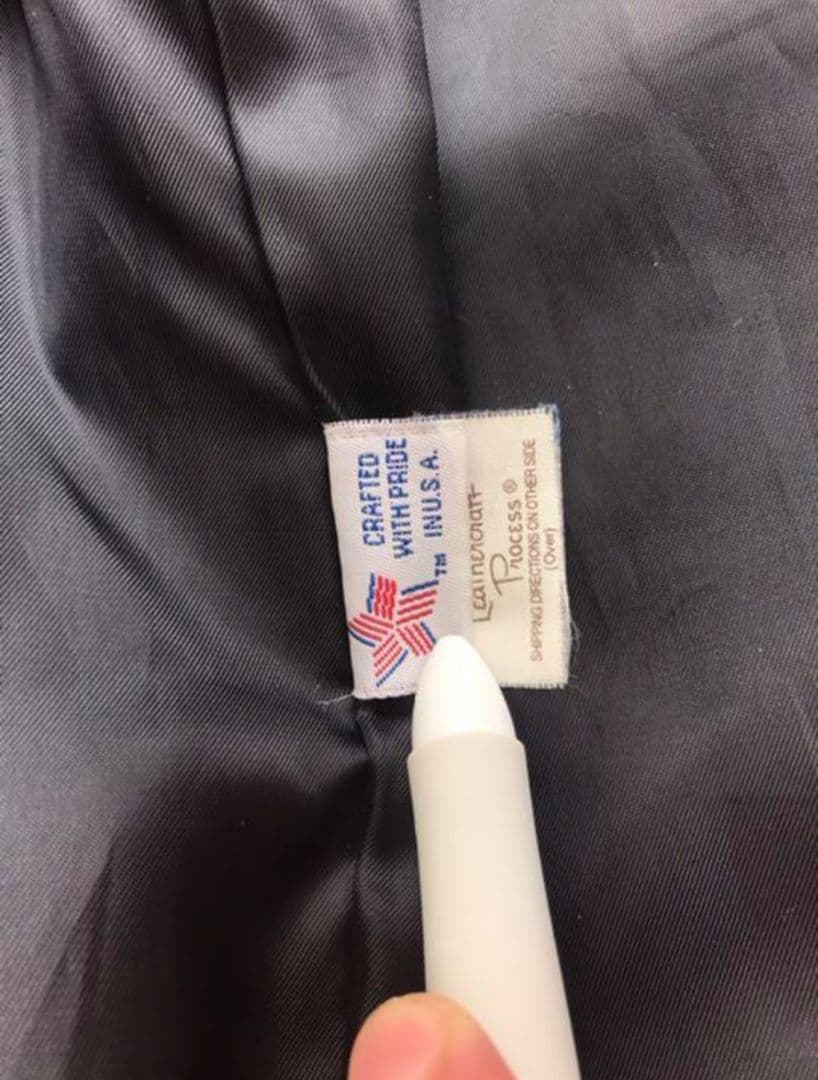 CRAFTED
WITH PRIDE
IN U.S.A.
TM
Leathercraft
Process®
SHIPPING DIRECTIONS ON OTHER SIDE
(Over)